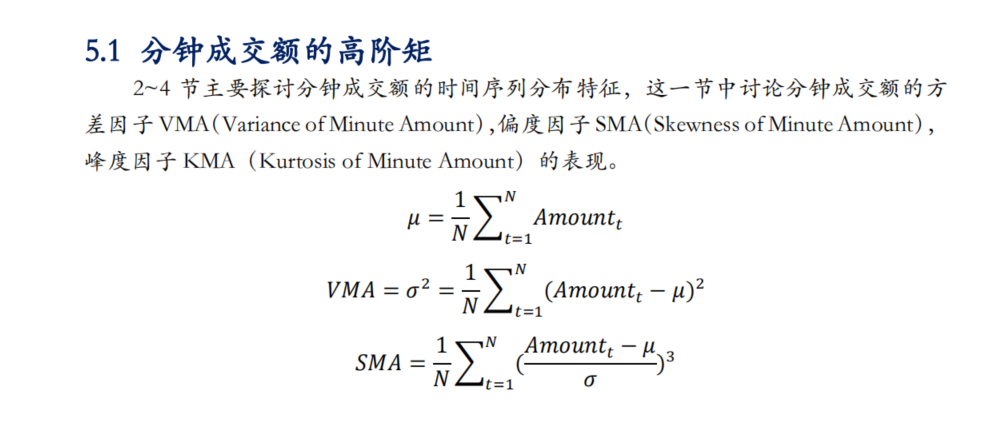 5.1 分钟成交额的高阶矩
2~4 节主要探讨分钟成交额的时间序列分布特征，这一节中讨论分钟成交额的方
差因子 VMA(Variance of Minute Amount),偏度因子 SMA(Skewness of Minute Amount),
峰度因子 KMA（Kurtosis of Minute Amount）的表现。
μ = \frac{1}{N} \sum_{t=1}^{N} Amount_t
VMA = σ^2 = \frac{1}{N} \sum_{t=1}^{N} (Amount_t − μ)^2
SMA = \frac{1}{N} \sum_{t=1}^{N} (\frac{Amount_t − μ}{σ})^3